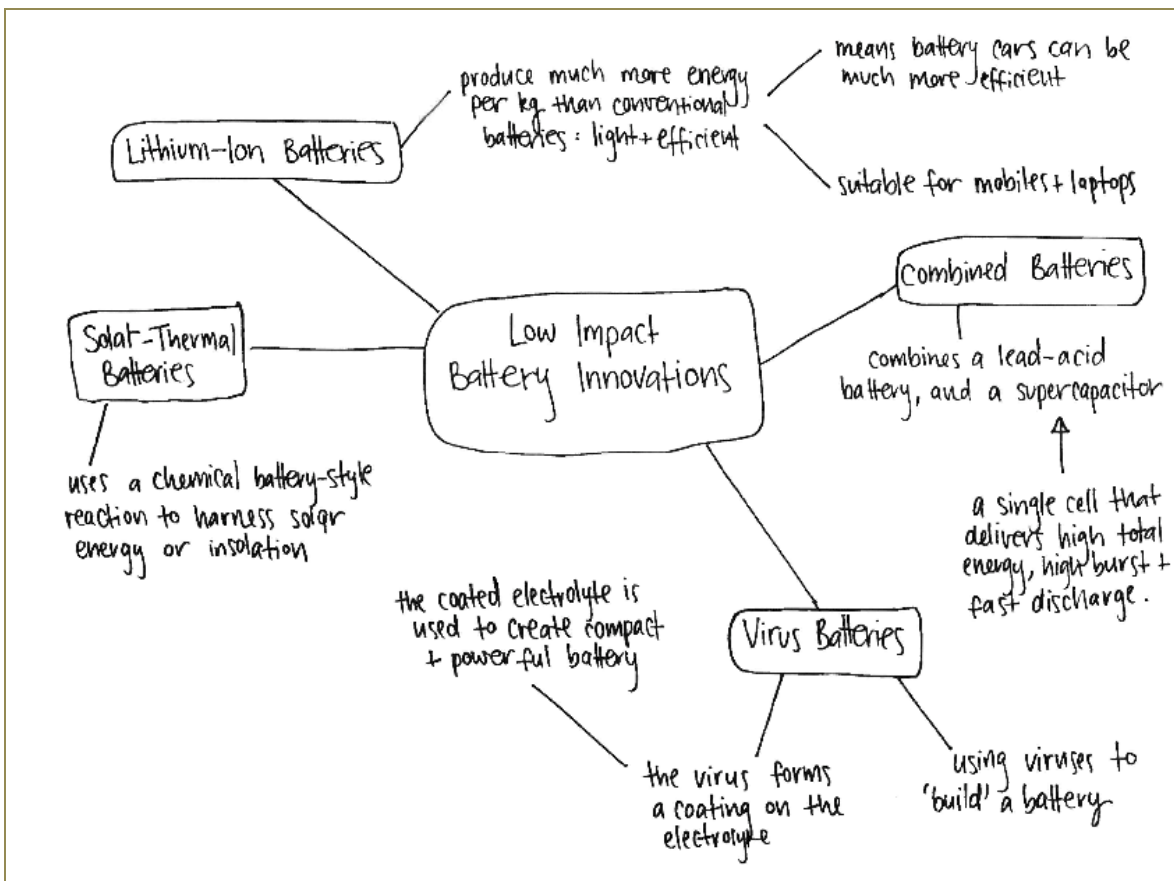 Low Impact
Battery Innovations
Lithium-Ion Batteries
produce much more energy
per kg than conventional
batteries : light + efficient
means battery cars can be
much more efficient
suitable for mobiles + laptops
Combined Batteries
combines a lead-acid
battery, and a supercapacitor
a single cell that
delivers high total
energy, high burst +
fast discharge.
Virus Batteries
using viruses to
'build' a battery
the virus forms
a coating on the
electrolyte
the coated electrolyte is
used to create compact
+ powerful battery
Solat-Thermal
Batteries
uses a chemical battery-style
reaction to harness solar
energy or insolation